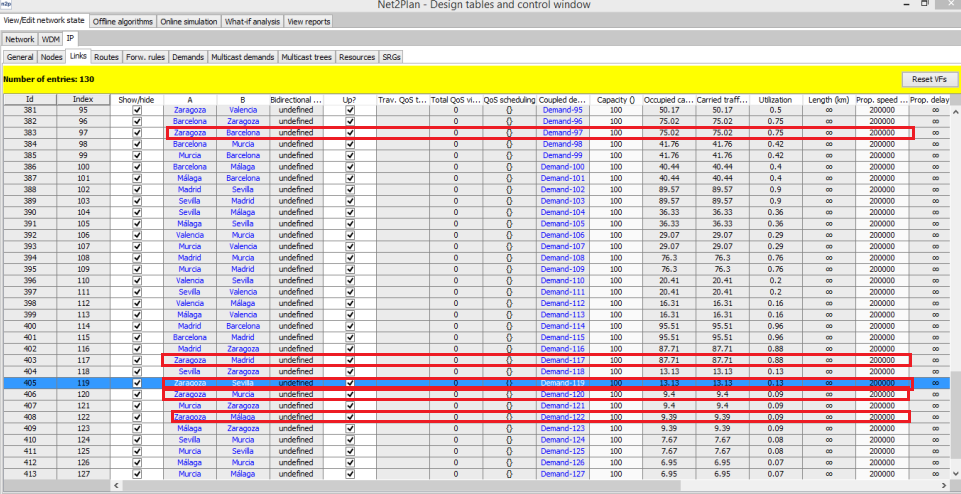 n2p Net2Plan - Design tables and control window
View/Edit network state Offline algorithms Online simulation What-if analysis View reports
Network WDM IP
General Nodes Links Routes Forw. rules Demands Multicast demands Multicast trees Resources SRGs
Number of entries: 130 Reset VFs
Id Index Show/hide A B Bidirectional ... Up? Trav. QoS t... Total QoS vi... QoS scheduling Coupled de... Capacity () Occupied ca... Carried traff... Utilization Length (km) Prop. speed ... Prop. delay
381 95 Zaragoza Valencia undefined 0 {} Demand-95 100 50.17 50.17 0.5 ∞ 200000 ∞
382 96 Barcelona Zaragoza undefined 0 {} Demand-96 100 75.02 75.02 0.75 ∞ 200000 ∞
383 97 Zaragoza Barcelona undefined 0 {} Demand-97 100 75.02 75.02 0.75 ∞ 200000 ∞
384 98 Barcelona Murcia undefined 0 {} Demand-98 100 41.76 41.76 0.42 ∞ 200000 ∞
385 99 Murcia Barcelona undefined 0 {} Demand-99 100 41.76 41.76 0.42 ∞ 200000 ∞
386 100 Barcelona Málaga undefined 0 {} Demand-100 100 40.44 40.44 0.4 ∞ 200000 ∞
387 101 Málaga Barcelona undefined 0 {} Demand-101 100 40.44 40.44 0.4 ∞ 200000 ∞
388 102 Madrid Sevilla undefined 0 {} Demand-102 100 89.57 89.57 0.9 ∞ 200000 ∞
389 103 Sevilla Madrid undefined 0 {} Demand-103 100 89.57 89.57 0.9 ∞ 200000 ∞
390 104 Sevilla Málaga undefined 0 {} Demand-104 100 36.33 36.33 0.36 ∞ 200000 ∞
391 105 Málaga Sevilla undefined 0 {} Demand-105 100 36.33 36.33 0.36 ∞ 200000 ∞
392 106 Valencia Murcia undefined 0 {} Demand-106 100 29.07 29.07 0.29 ∞ 200000 ∞
393 107 Murcia Valencia undefined 0 {} Demand-107 100 29.07 29.07 0.29 ∞ 200000 ∞
394 108 Madrid Murcia undefined 0 {} Demand-108 100 76.3 76.3 0.76 ∞ 200000 ∞
395 109 Murcia Madrid undefined 0 {} Demand-109 100 76.3 76.3 0.76 ∞ 200000 ∞
396 110 Valencia Sevilla undefined 0 {} Demand-110 100 20.41 20.41 0.2 ∞ 200000 ∞
397 111 Sevilla Valencia undefined 0 {} Demand-111 100 20.41 20.41 0.2 ∞ 200000 ∞
398 112 Valencia Málaga undefined 0 {} Demand-112 100 16.31 16.31 0.16 ∞ 200000 ∞
399 113 Málaga Valencia undefined 0 {} Demand-113 100 16.31 16.31 0.16 ∞ 200000 ∞
400 114 Madrid Barcelona undefined 0 {} Demand-114 100 95.51 95.51 0.96 ∞ 200000 ∞
401 115 Barcelona Madrid undefined 0 {} Demand-115 100 95.51 95.51 0.96 ∞ 200000 ∞
402 116 Madrid Zaragoza undefined 0 {} Demand-116 100 87.71 87.71 0.88 ∞ 200000 ∞
403 117 Zaragoza Madrid undefined 0 {} Demand-117 100 87.71 87.71 0.88 ∞ 200000 ∞
404 118 Sevilla Zaragoza undefined 0 {} Demand-118 100 13.13 13.13 0.13 ∞ 200000 ∞
405 119 Zaragoza Sevilla undefined 0 {} Demand-119 100 13.13 13.13 0.13 ∞ 200000 ∞
406 120 Zaragoza Murcia undefined 0 {} Demand-120 100 9.4 9.4 0.09 ∞ 200000 ∞
407 121 Murcia Zaragoza undefined 0 {} Demand-121 100 9.4 9.4 0.09 ∞ 200000 ∞
408 122 Zaragoza Málaga undefined 0 {} Demand-122 100 9.39 9.39 0.09 ∞ 200000 ∞
409 123 Málaga Zaragoza undefined 0 {} Demand-123 100 9.39 9.39 0.09 ∞ 200000 ∞
410 124 Sevilla Murcia undefined 0 {} Demand-124 100 7.67 7.67 0.08 ∞ 200000 ∞
411 125 Murcia Sevilla undefined 0 {} Demand-125 100 7.67 7.67 0.08 ∞ 200000 ∞
412 126 Málaga Murcia undefined 0 {} Demand-126 100 6.95 6.95 0.07 ∞ 200000 ∞
413 127 Murcia Málaga undefined 0 {} Demand-127 100 6.95 6.95 0.07 ∞ 200000 ∞